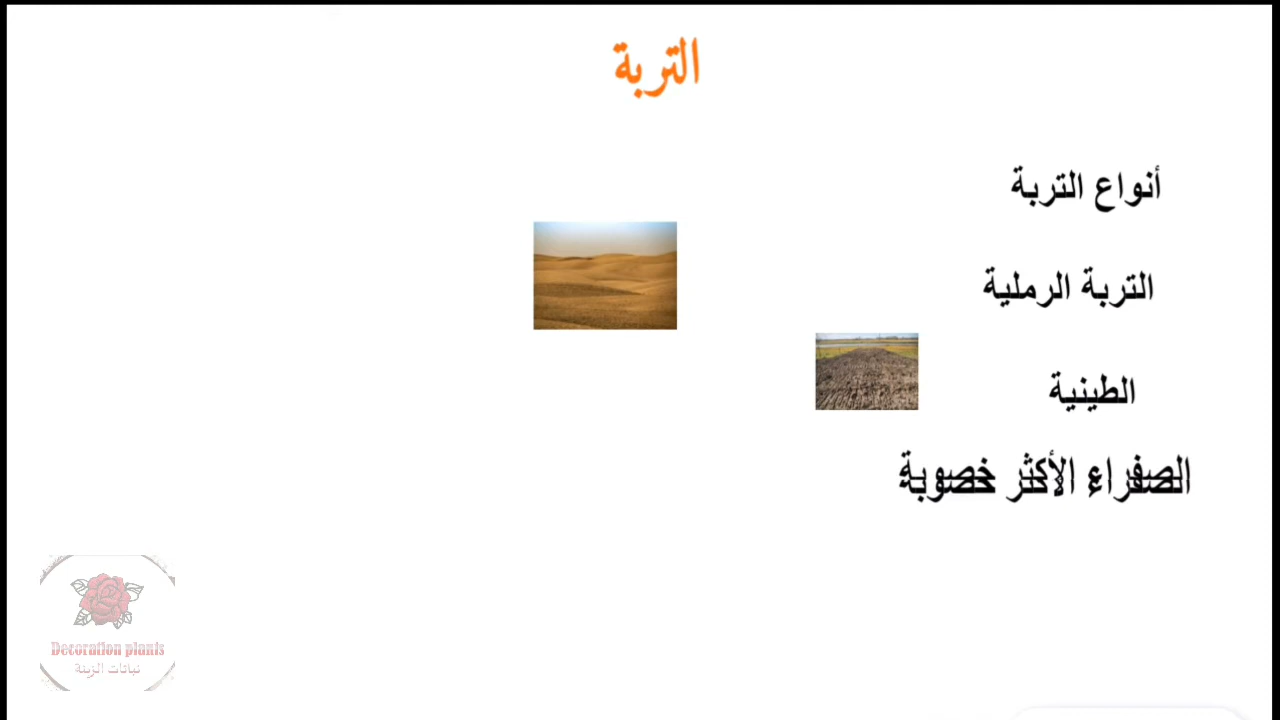 التربة
أنواع التربة
التربة الرملية
الطينية
الصفراء الأكثر خصوبة
Decoration plants
نباتات الزينة